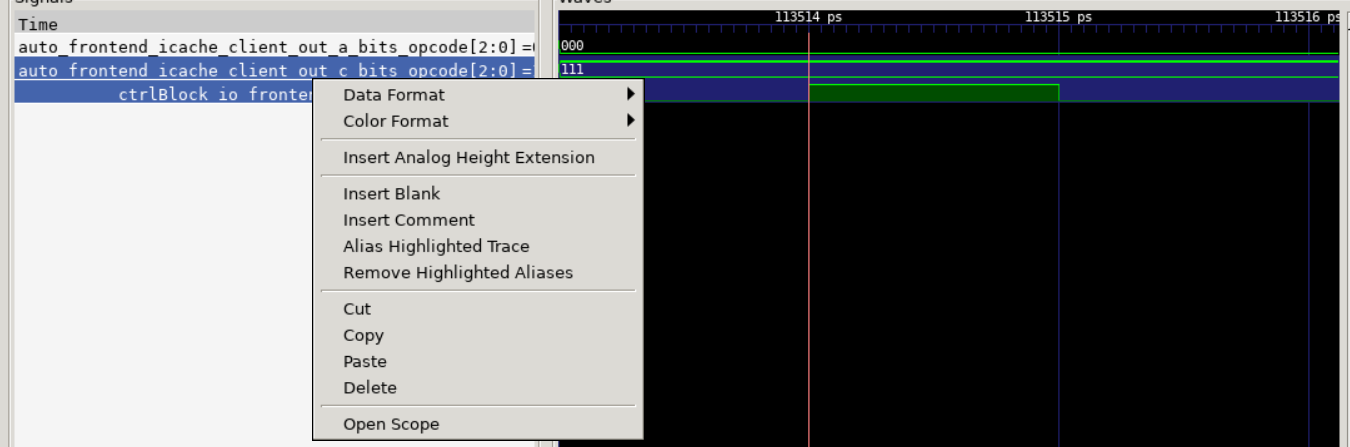 Signals
Waves
Time
113514 ps
113515 ps
113516 ps
auto_frontend_icache_client_out_a_bits_opcode[2:0] =
000
auto_frontend_icache_client_out_c_bits_opcode[2:0] =
111
ctrlBlock_io_fronten
Data Format
Color Format
Insert Analog Height Extension
Insert Blank
Insert Comment
Alias Highlighted Trace
Remove Highlighted Aliases
Cut
Copy
Paste
Delete
Open Scope